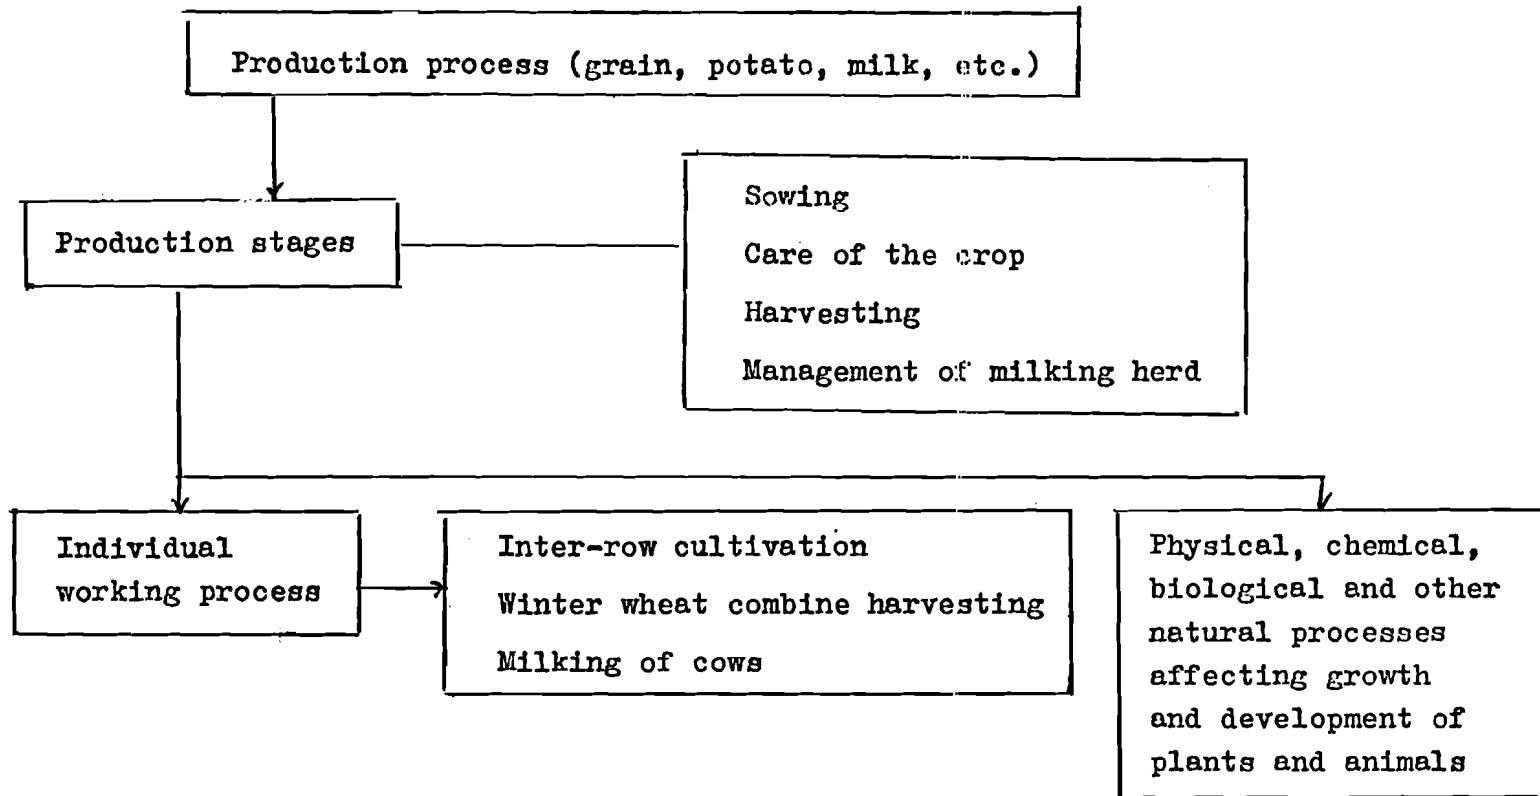 Production process (grain, potato, milk, etc.)
Production stages
Sowing
Care of the crop
Harvesting
Management of milking herd
Individual
working process
Inter-row cultivation
Winter wheat combine harvesting
Milking of cows
Physical, chemical,
biological and other
natural processes
affecting growth
and development of
plants and animals